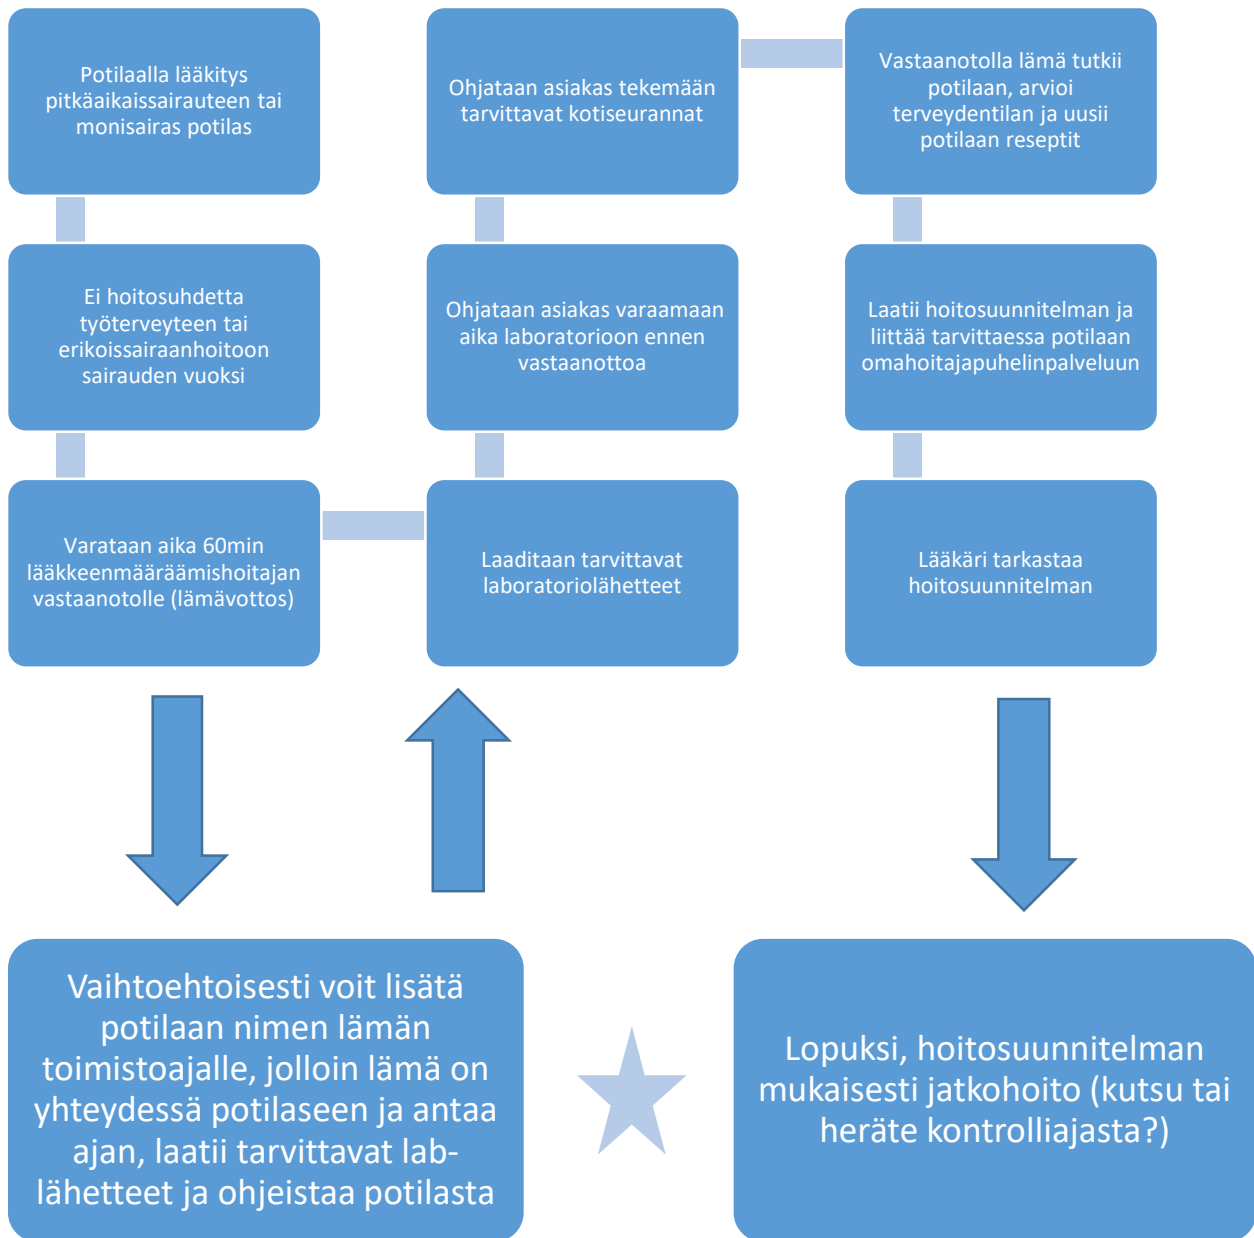 Potilaalla lääkitys
pitkäaikaissairauteen tai
monisairas potilas
Ei hoitosuhdetta
työterveyteen tai
erikoissairaanhoitoon
sairauden vuoksi
Varataan aika 60min
lääkkeenmääräämishoitajan
vastaanotolle (lämävottos)
Laaditaan tarvittavat
laboratoriolähetteet
Ohjataan asiakas varaamaan
aika laboratorioon ennen
vastaanottoa
Ohjataan asiakas tekemään
tarvittavat kotiseurannat
Vastaanotolla lämä tutkii
potilaan, arvioi
terveydentilan ja uusii
potilaan reseptit
Laatii hoitosuunnitelman ja
liittää tarvittaessa potilaan
omahoitajapuhelinpalveluun
Lääkäri tarkastaa
hoitosuunnitelman
Vaihtoehtoisesti voit lisätä
potilaan nimen lämän
toimistoajalle, jolloin lämä on
yhteydessä potilaseen ja antaa
ajan, laatii tarvittavat lab-
lähetteet ja ohjeistaa potilasta
Lopuksi, hoitosuunnitelman
mukaisesti jatkohoito (kutsu tai
heräte kontrolliajasta?)